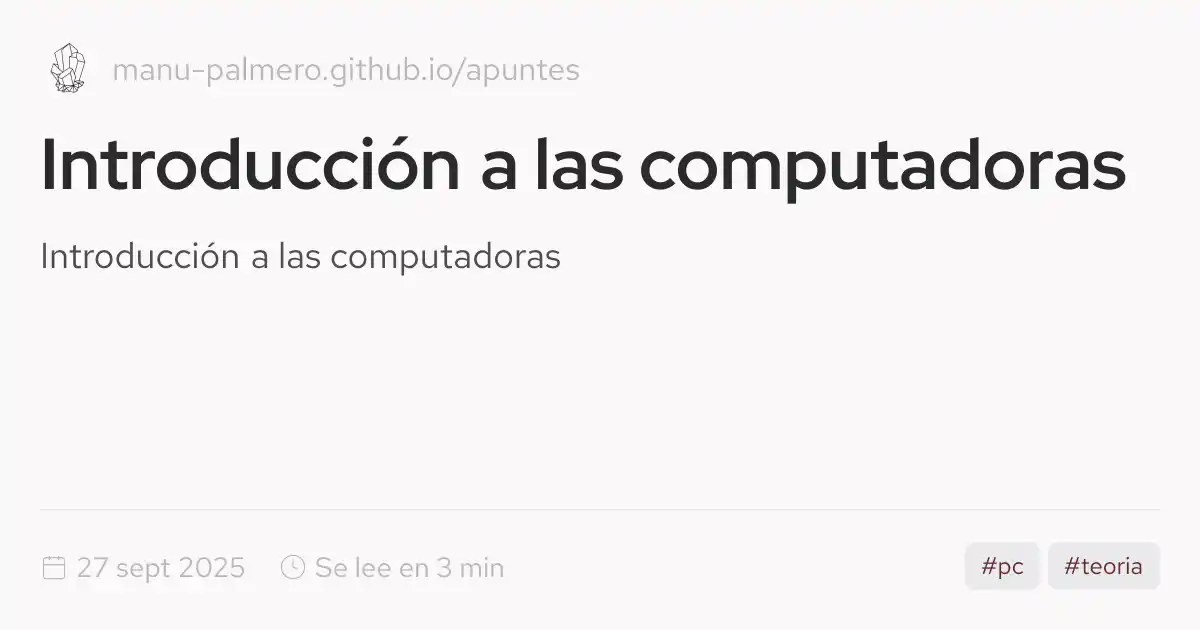 manu-palmero.github.io/apuntes
Introducción a las computadoras
Introducción a las computadoras
27 sept 2025 Se lee en 3 min #pc #teoria